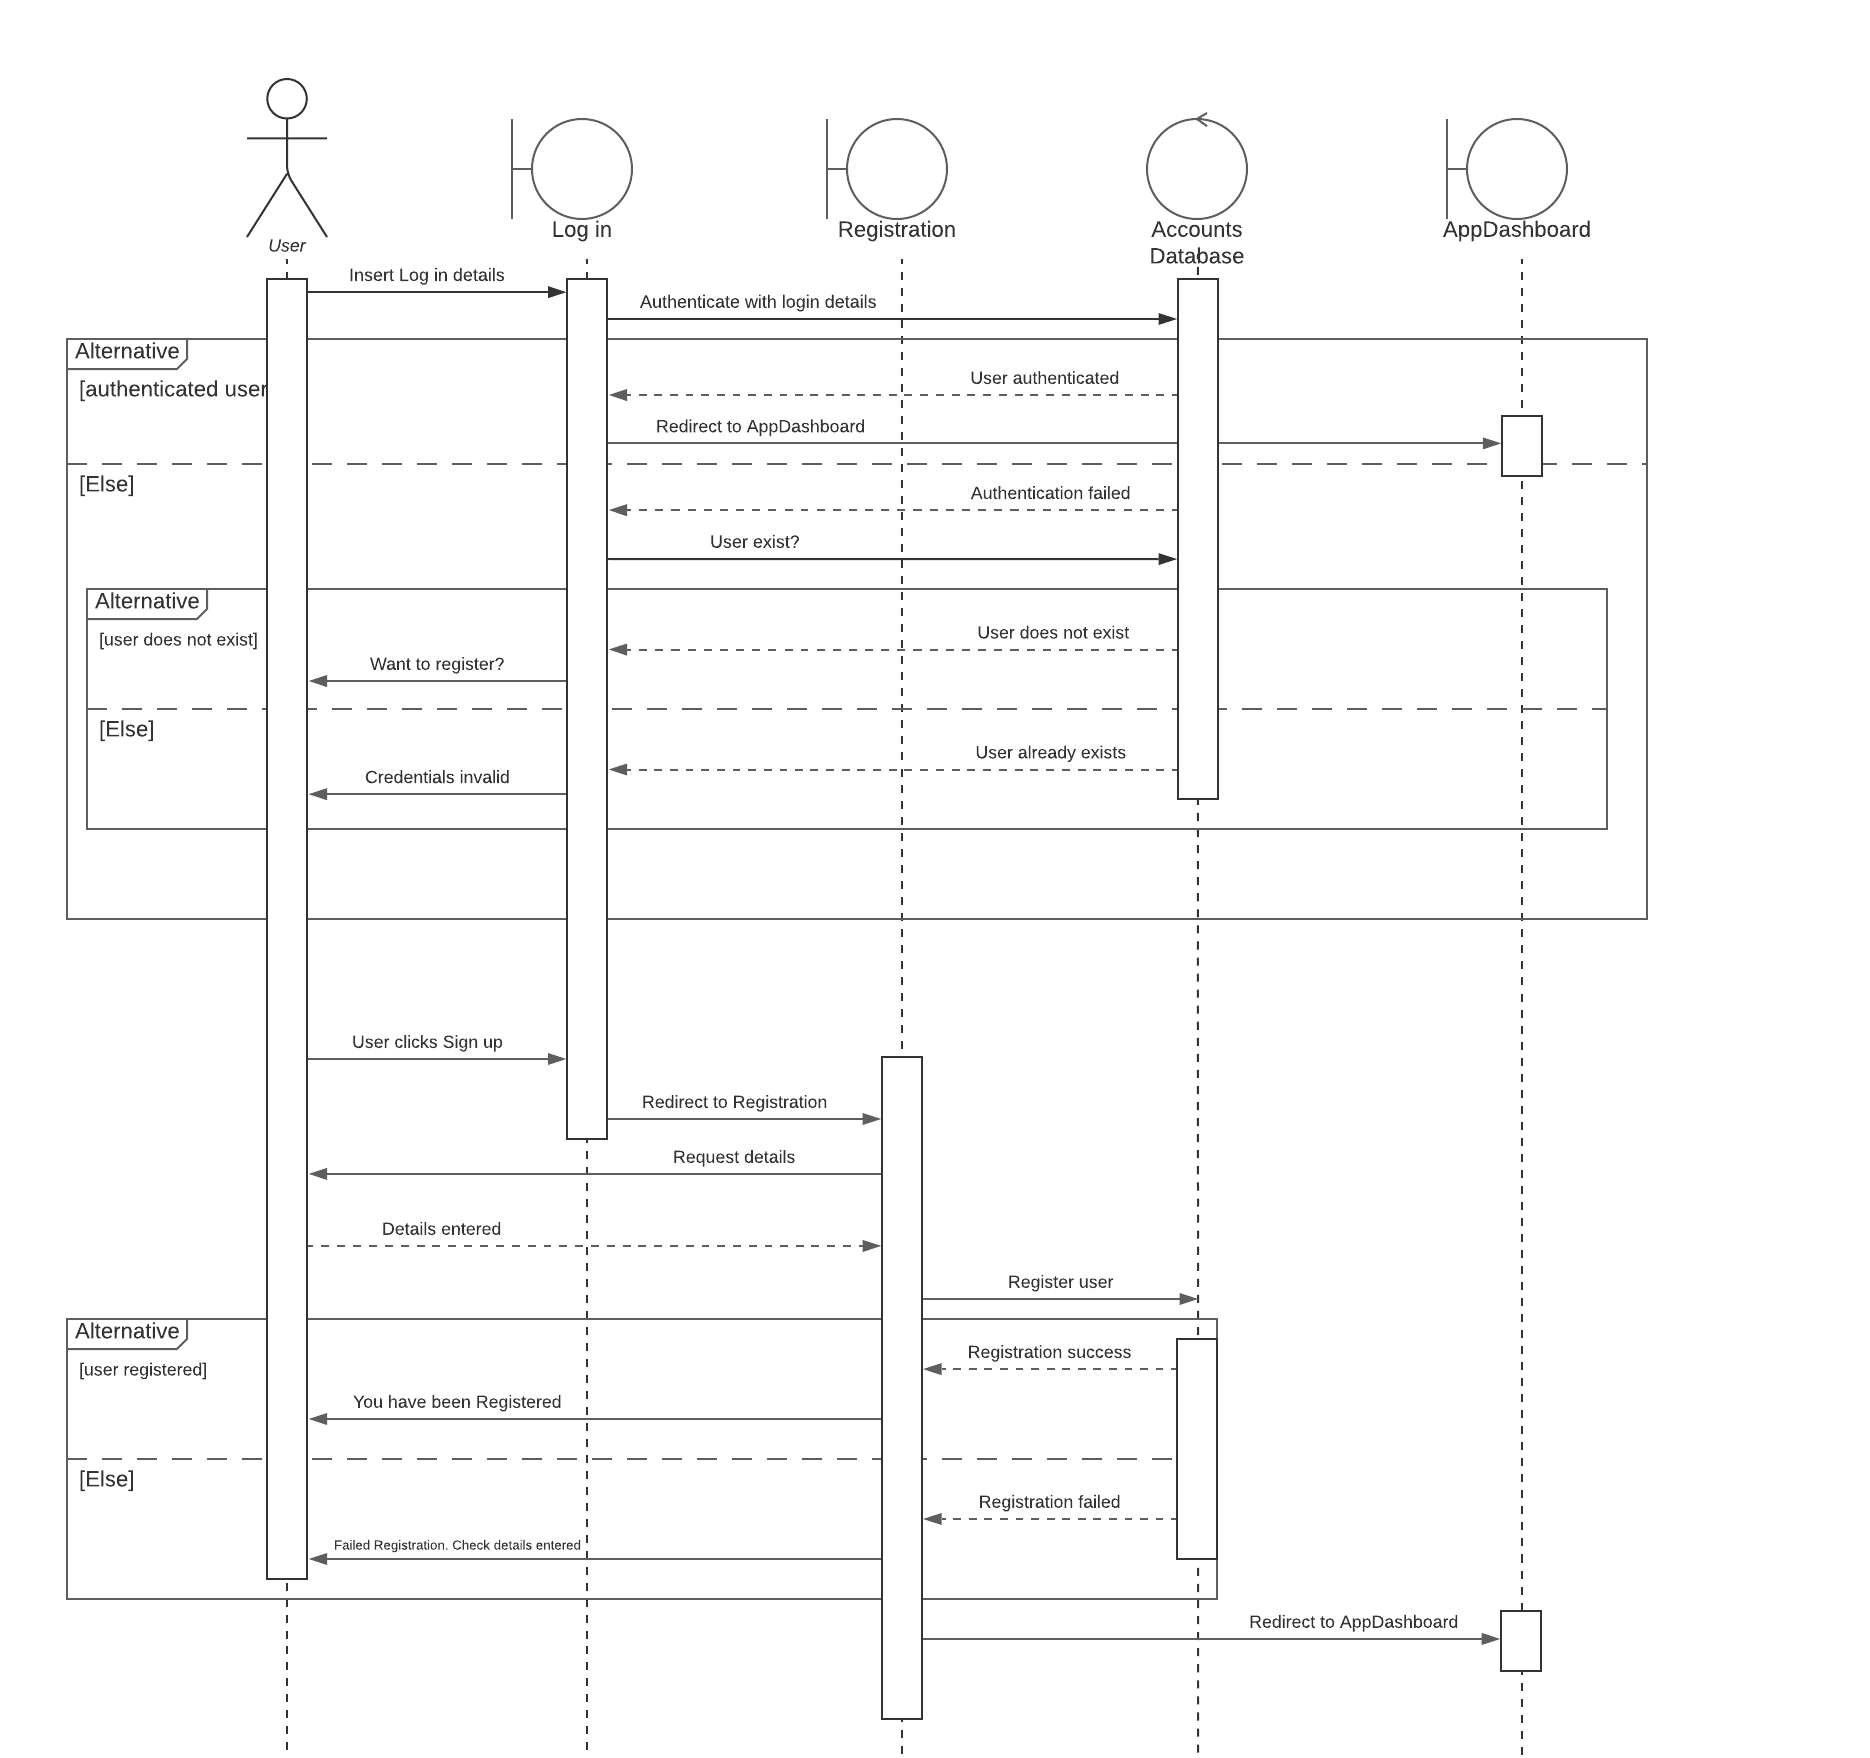 User
Log in
Registration
Accounts
Database
AppDashboard
Insert Log in details
Authenticate with login details
Alternative
[authenticated user
User authenticated
Redirect to AppDashboard
[Else]
Authentication failed
User exist?
Alternative
[user does not exist]
User does not exist
Want to register?
[Else]
User already exists
Credentials invalid
User clicks Sign up
Redirect to Registration
Request details
Details entered
Register user
Alternative
[user registered]
Registration success
You have been Registered
[Else]
Registration failed
Failed Registration. Check details entered
Redirect to AppDashboard